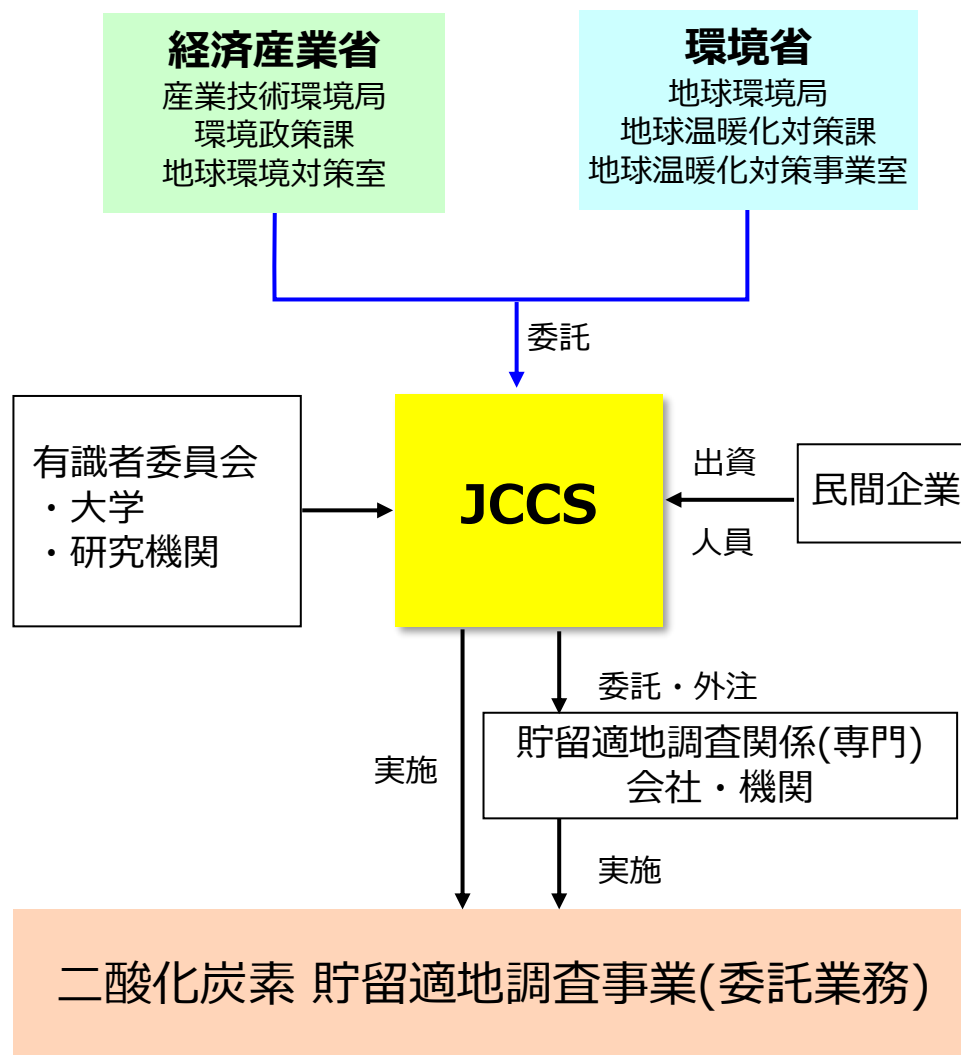 経済産業省
産業技術環境局
環境政策課
地球環境対策室
環境省
地球環境局
地球温暖化対策課
地球温暖化対策事業室
委託
有識者委員会
・大学
・研究機関
JCCS
出資
人員
民間企業
委託・外注
貯留適地調査関係(専門)
会社・機関
実施
実施
二酸化炭素 貯留適地調査事業(委託業務)